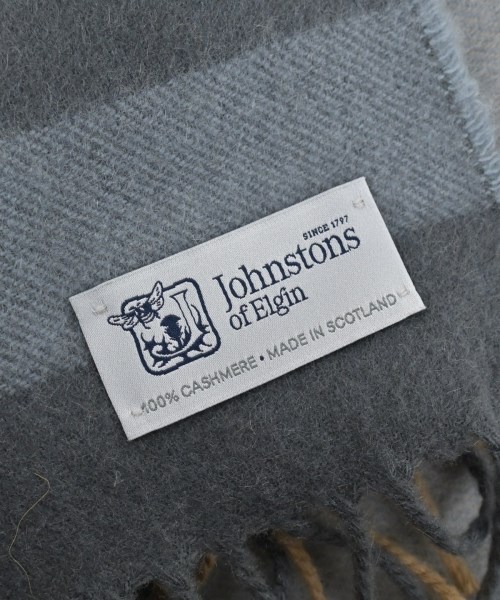 SINCE 1797
Johnstons
of Elgin
100% CASHMERE • MADE IN SCOTLAND